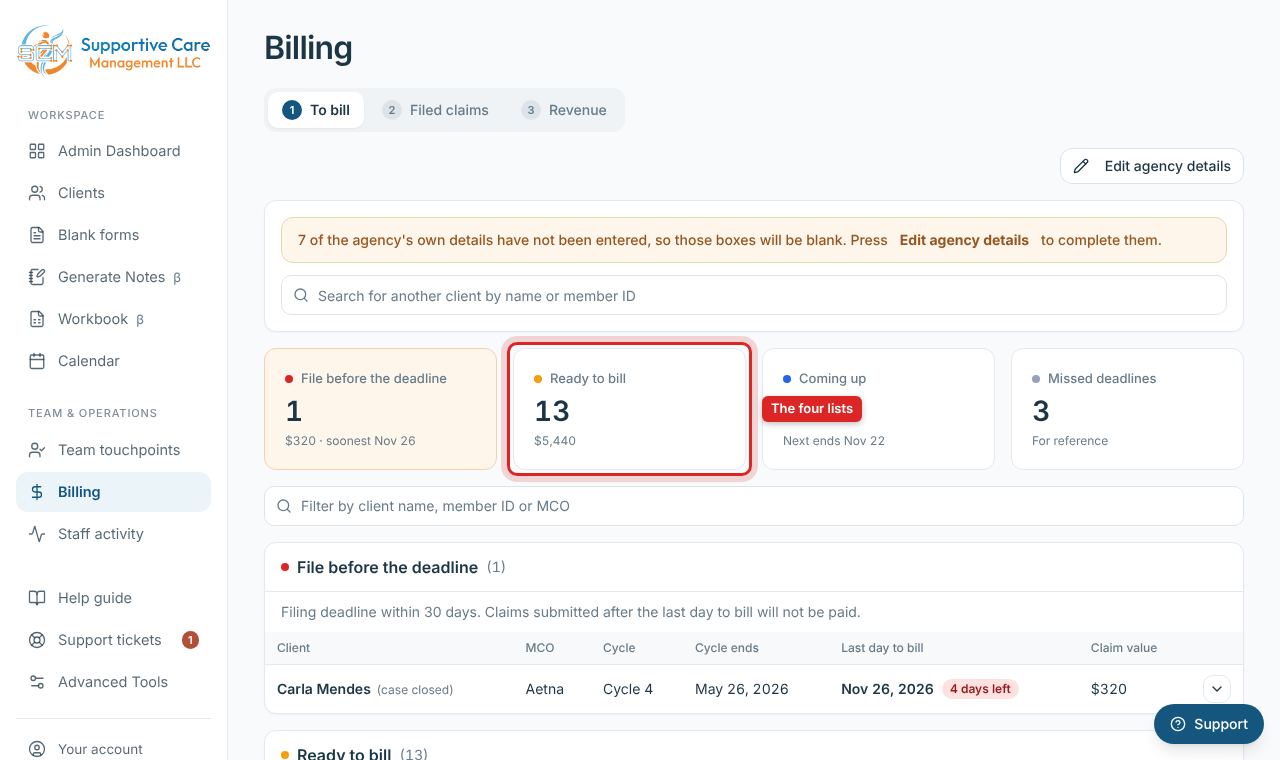 SCM
Supportive Care
Management LLC
WORKSPACE
Admin Dashboard
Clients
Blank forms
Generate Notes β
Workbook β
Calendar
TEAM & OPERATIONS
Team touchpoints
Billing
Staff activity
Help guide
Support tickets 1
Advanced Tools
Your account
Billing
1 To bill 2 Filed claims 3 Revenue
Edit agency details
7 of the agency's own details have not been entered, so those boxes will be blank. Press Edit agency details to complete them.
Search for another client by name or member ID
File before the deadline
1
$320 · soonest Nov 26
Ready to bill
13
$5,440
Coming up
The four lists
Next ends Nov 22
Missed deadlines
3
For reference
Filter by client name, member ID or MCO
File before the deadline (1)
Filing deadline within 30 days. Claims submitted after the last day to bill will not be paid.
Client MCO Cycle Cycle ends Last day to bill Claim value
Carla Mendes (case closed) Aetna Cycle 4 May 26, 2026 Nov 26, 2026 4 days left $320
Support
Ready to bill (13)